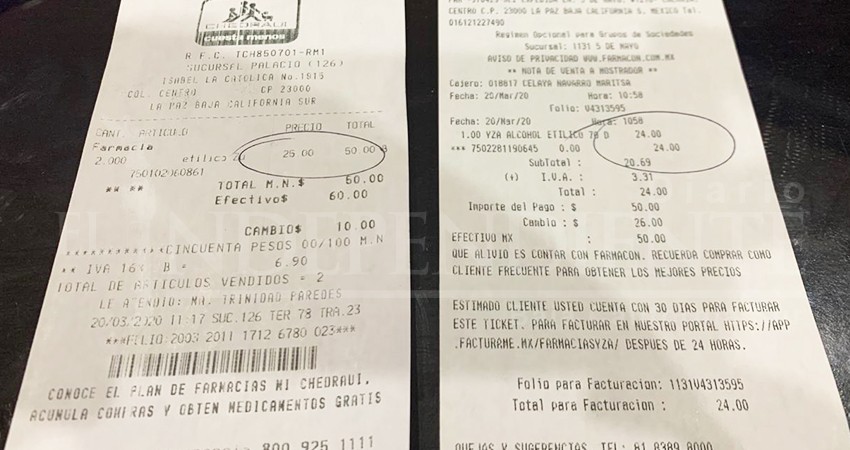 CHEDRAUI
cuesta menos
R.F.C. TCH850701-RM1
SUCURSAL PALACIO (126)
ISABEL LA CATOLICA No.1915
COL. CENTRO CP 23000
LA PAZ BAJA CALIFORNIA SUR
CANT. ARTICULO PRECIO TOTAL
Farmacia
2.000 etilico 25.00 50.00 B
750102060861
** ** TOTAL M.N.$ 50.00
Efectivo$ 60.00
CAMBIO$ 10.00
***********CINCUENTA PESOS 00/100 M.N
** IVA 16% B = 6.90
TOTAL DE ARTICULOS VENDIDOS = 2
LE ATENDIO: MA. TRINIDAD PAREDES
20/03/2020 11:17 SUC.126 TER 78 TRA.23
**FOLIO:2003 2011 1712 6780 023***
CONOCE EL PLAN DE FARMACIAS MI CHEDRAUI,
ACUMULA COMPRAS Y OBTEN MEDICAMENTOS GRATIS
800 925 1111
CENTRO C.P. 23000 LA PAZ BAJA CALIFORNIA S. MEXICO Tel.
016121227490
Regimen Opcional para Grupos de Sociedades
Sucursal: 1131 5 DE MAYO
AVISO DE PRIVACIDAD WWW.FARMACON.COM.MX
** NOTA DE VENTA A MOSTRADOR **
Cajero: 018817 CELAYA NAVARRO MARITSA
Fecha: 20/Mar/20 Hora: 10:58
Folio: V4313595
Fecha: 20/Mar/20 Hora: 1058
1.00 YZA ALCOHOL ETILICO 70 D 24.00
*** 7502281190645 0.00 24.00
SubTotal : 20.69
(+) I.V.A. : 3.31
Total : 24.00
Importe del Pago : $ 50.00
Cambio : $ 26.00
EFECTIVO MX : 50.00
QUE ALIVIO ES CONTAR CON FARMACON. RECUERDA COMPRAR COMO
CLIENTE FRECUENTE PARA OBTENER LOS MEJORES PRECIOS
ESTIMADO CLIENTE USTED CUENTA CON 30 DIAS PARA FACTURAR
ESTE TICKET. PARA FACTURAR EN NUESTRO PORTAL HTTPS://APP
.FACTURAME.MX/FARMACIASYZA/ DESPUES DE 24 HORAS.
Folio para Facturacion: 1131V4313595
Total para Facturacion : 24.00
QUEJAS Y SUGERENCIAS. TEL: 81 8389 8000
Diario
EL INDEPENDIENTE